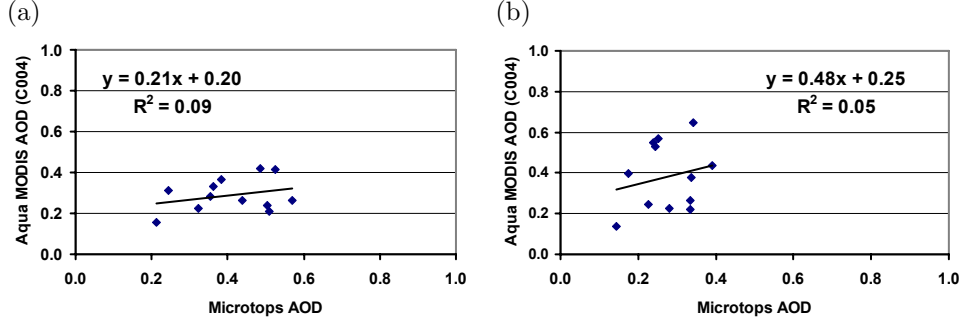 (a)
Aqua MODIS AOD (C004)
1.0
0.8
0.6
0.4
0.2
0.0
y = 0.21x + 0.20
R² = 0.09
0.0 0.2 0.4 0.6 0.8 1.0
Microtops AOD
(b)
Aqua MODIS AOD (C004)
1.0
0.8
0.6
0.4
0.2
0.0
y = 0.48x + 0.25
R² = 0.05
0.0 0.2 0.4 0.6 0.8 1.0
Microtops AOD